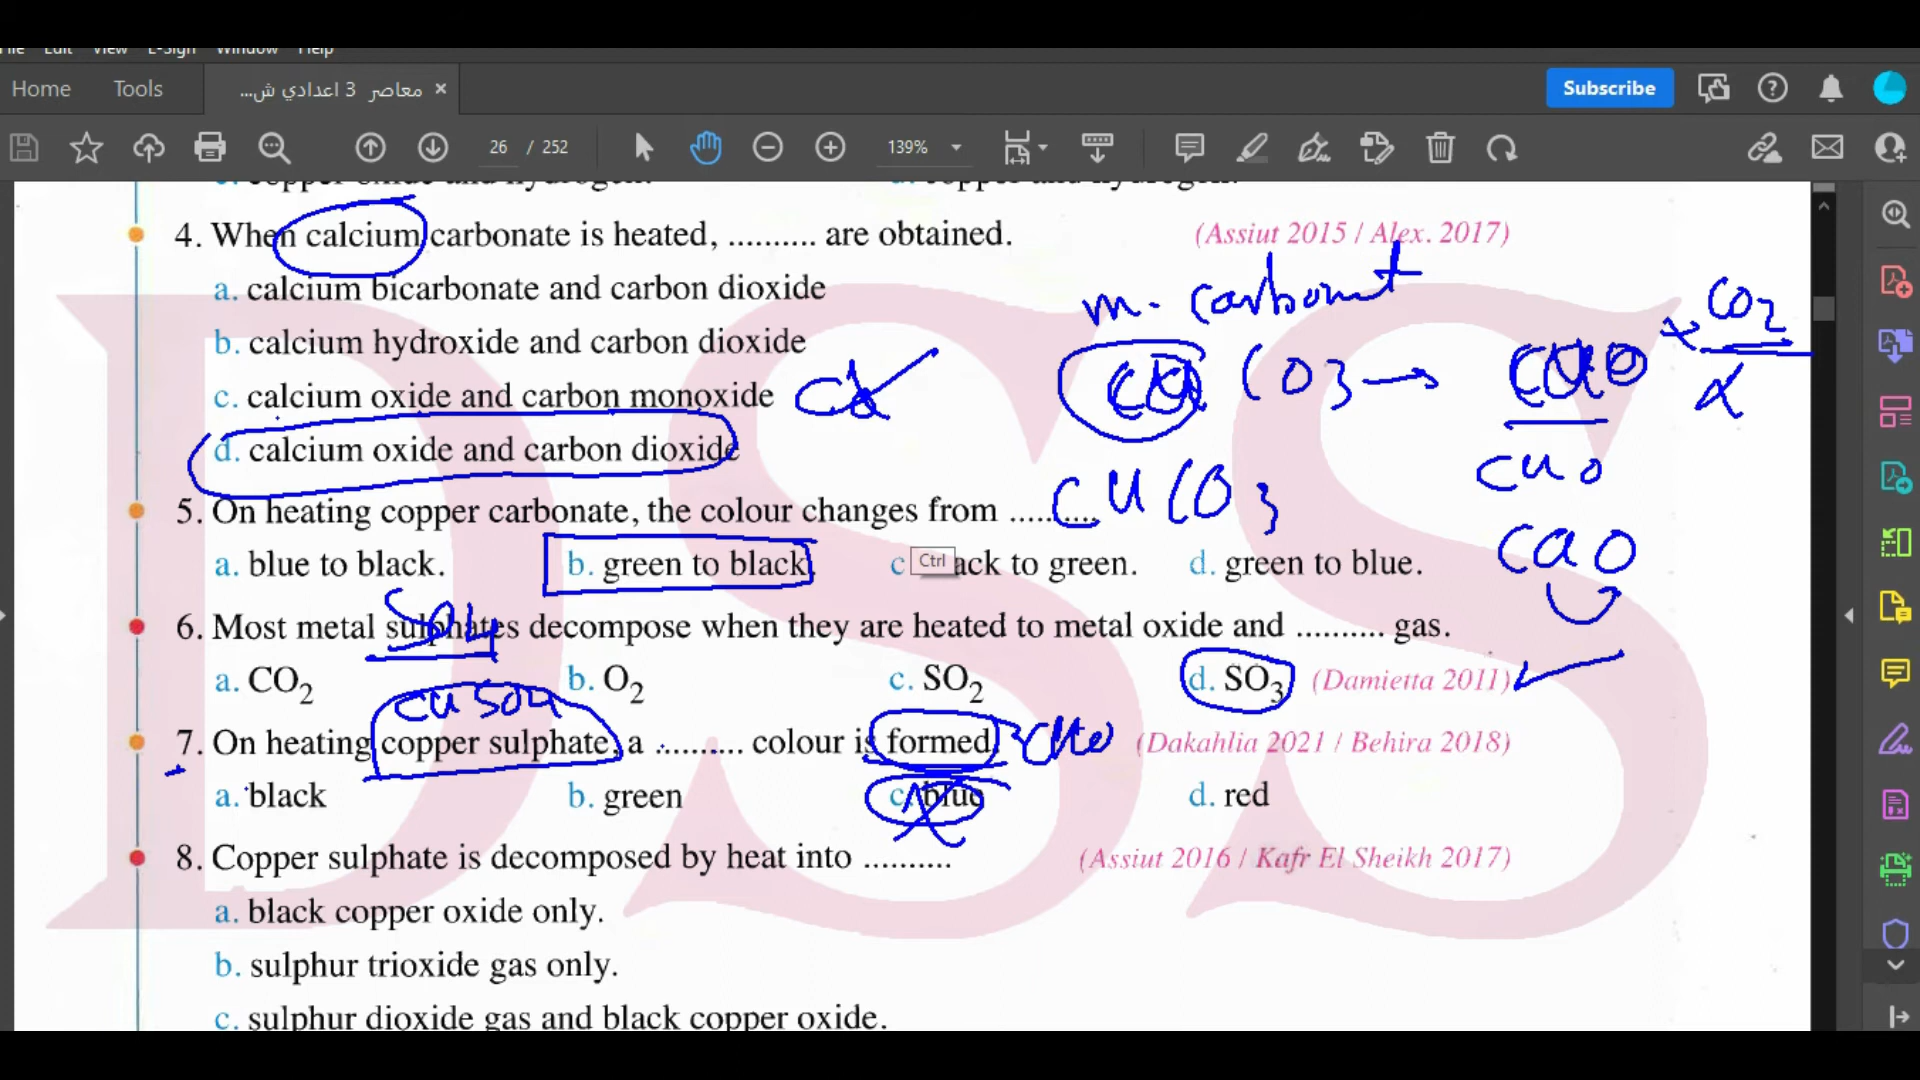 File Edit View E-Sign Window Help
Home Tools معاصر 3 اعدادي ش... × Subscribe
26 / 252 139%
4. When calcium carbonate is heated, .......... are obtained. (Assiut 2015 / Alex. 2017)
a. calcium bicarbonate and carbon dioxide
m. carbonat
CO2
b. calcium hydroxide and carbon dioxide
c. calcium oxide and carbon monoxide
CO3 →
d. calcium oxide and carbon dioxide
CuO
5. On heating copper carbonate, the colour changes from ..........
CuCO3
CaO
a. blue to black. b. green to black. c ack to green. d. green to blue.
Ctrl
6. Most metal sulphates decompose when they are heated to metal oxide and .......... gas.
SO4
a. CO2 b. O2 c. SO2 d. SO3 (Damietta 2011)
CuSO4
7. On heating copper sulphate, a .......... colour is formed. (Dakahlia 2021 / Behira 2018)
CuO
a. black b. green c. blue d. red
8. Copper sulphate is decomposed by heat into .......... (Assiut 2016 / Kafr El Sheikh 2017)
a. black copper oxide only.
b. sulphur trioxide gas only.
c. sulphur dioxide gas and black copper oxide.
DSS